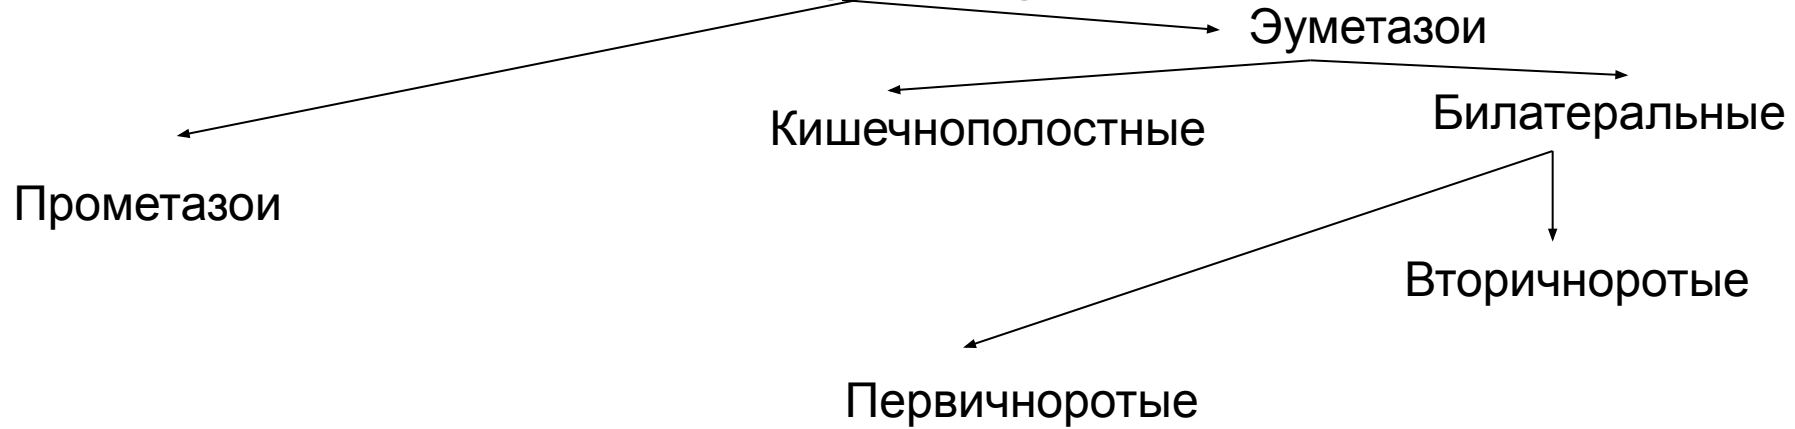 Эуметазои
Кишечнополостные
Билатеральные
Прометазои
Вторичноротые
Первичноротые